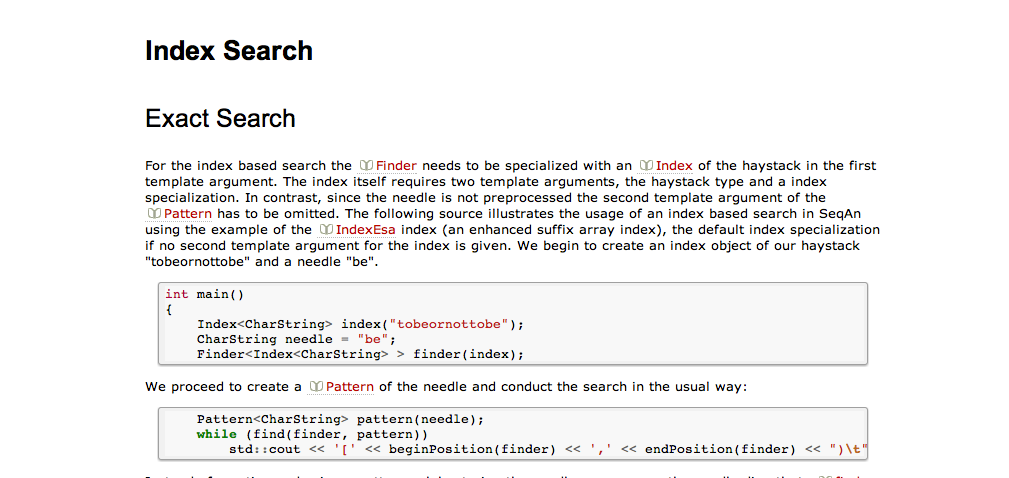 Index Search
Exact Search
For the index based search the Finder needs to be specialized with an Index of the haystack in the first
template argument. The index itself requires two template arguments, the haystack type and a index
specialization. In contrast, since the needle is not preprocessed the second template argument of the
Pattern has to be omitted. The following source illustrates the usage of an index based search in SeqAn
using the example of the IndexEsa index (an enhanced suffix array index), the default index specialization
if no second template argument for the index is given. We begin to create an index object of our haystack
"tobeornottobe" and a needle "be".
int main()
{
    Index<CharString> index("tobeornottobe");
    CharString needle = "be";
    Finder<Index<CharString> > finder(index);
We proceed to create a Pattern of the needle and conduct the search in the usual way:
    Pattern<CharString> pattern(needle);
    while (find(finder, pattern))
        std::cout << '[' << beginPosition(finder) << ',' << endPosition(finder) << ")\t"